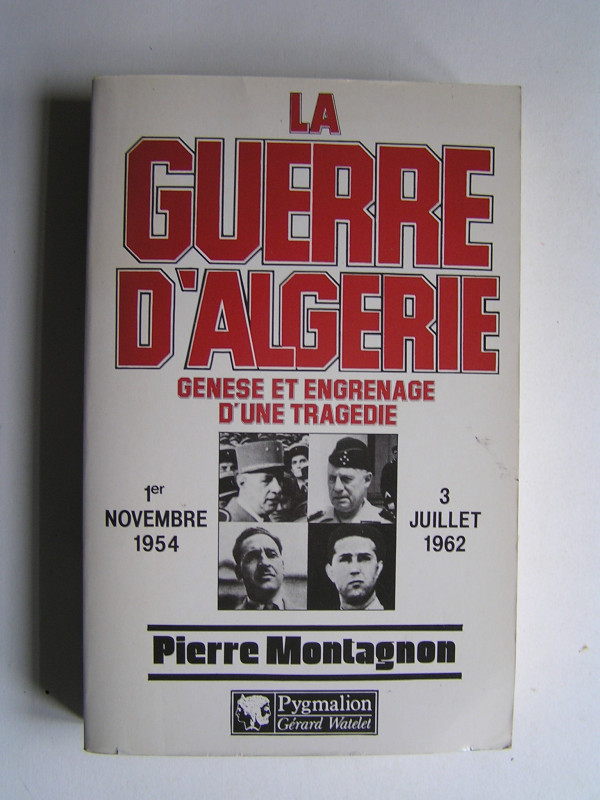 LA
GUERRE
D'ALGERIE
GENESE ET ENGRENAGE
D'UNE TRAGEDIE
1er
NOVEMBRE
1954
3
JUILLET
1962
Pierre Montagnon
Pygmalion
Gérard Watelet